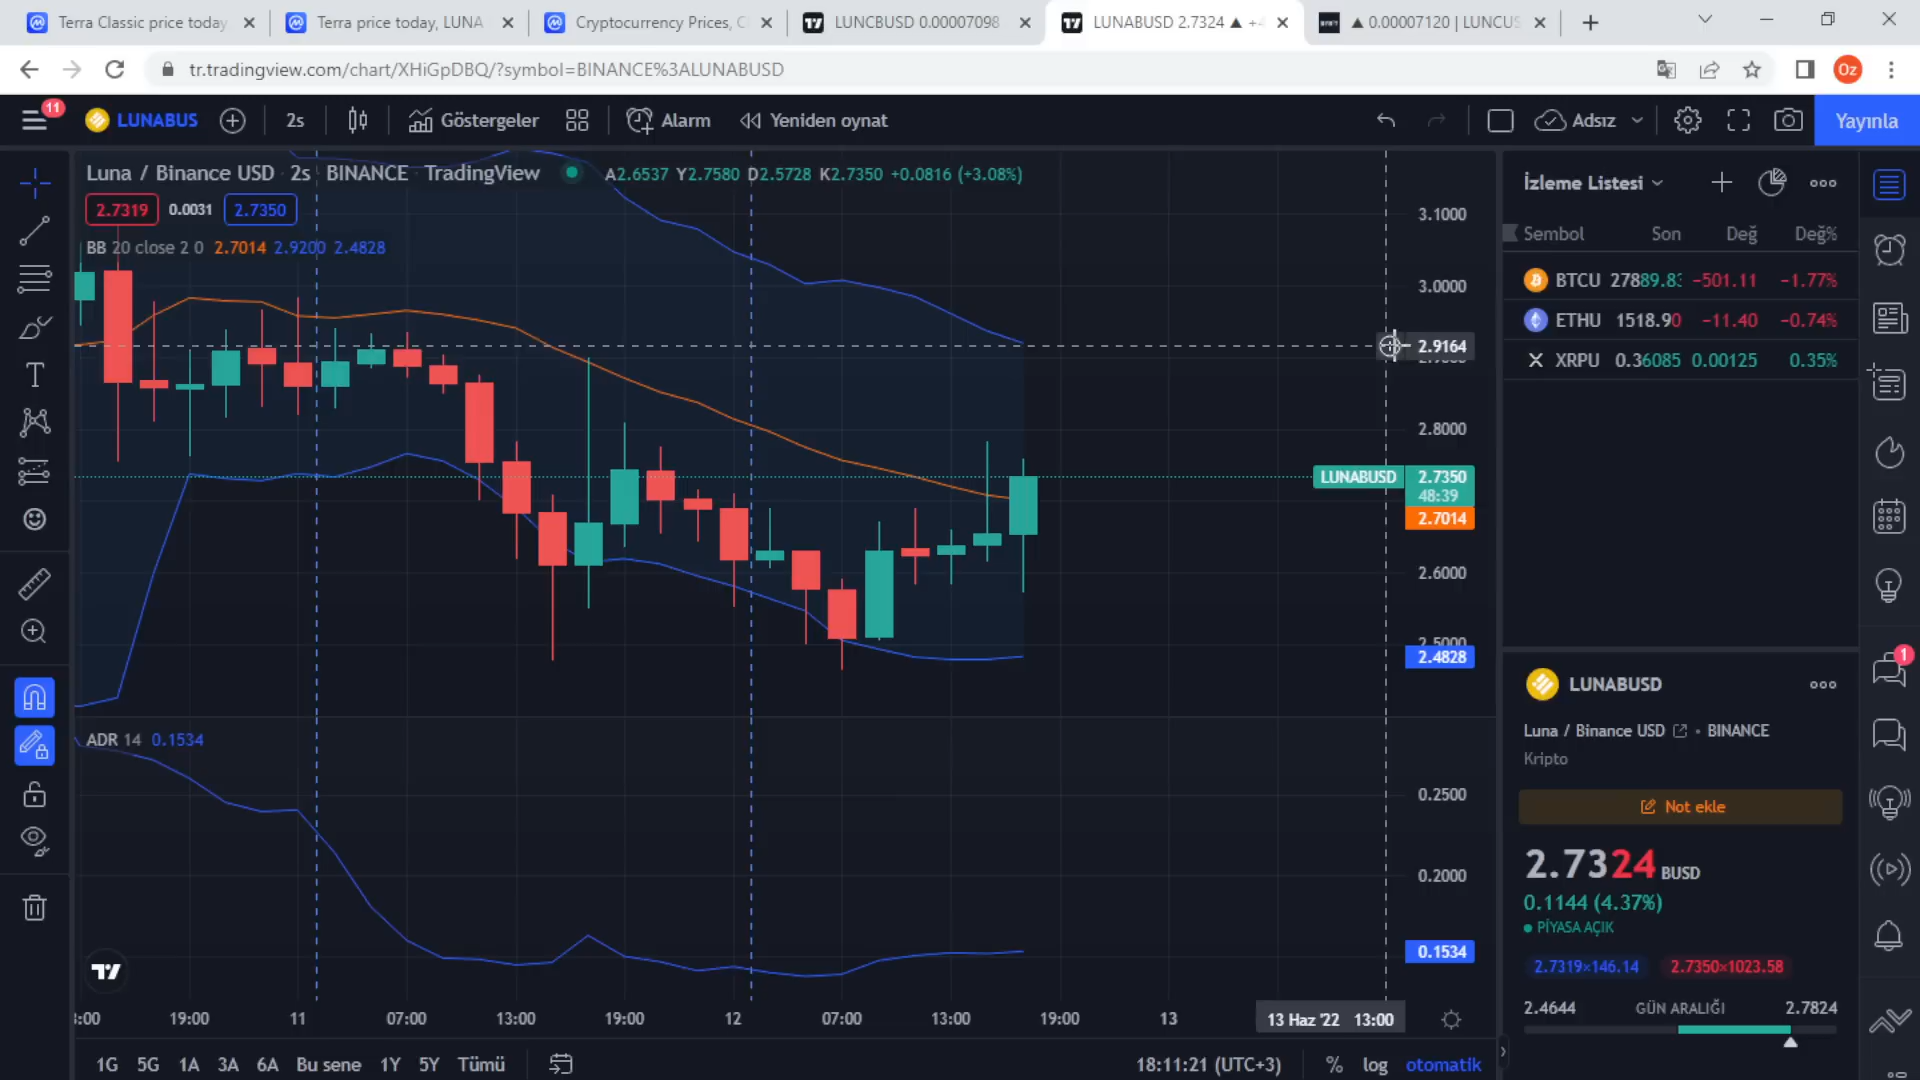 Terra Classic price today
Terra price today, LUNA
Cryptocurrency Prices, C
LUNCBUSD 0.00007098
LUNABUSD 2.7324 ▲ +4
▲ 0.00007120 | LUNCUS
tr.tradingview.com/chart/XHiGpDBQ/?symbol=BINANCE%3ALUNABUSD
Oz
11
LUNABUS
2s
Göstergeler
Alarm
Yeniden oynat
Adsız
Yayınla
Luna / Binance USD 2s BINANCE TradingView A2.6537 Y2.7580 D2.5728 K2.7350 +0.0816 (+3.08%)
2.7319 0.0031 2.7350
BB 20 close 2 0 2.7014 2.9200 2.4828
3.1000
3.0000
2.9164
2.8000
LUNABUSD 2.7350
48:39
2.7014
2.6000
2.5000
2.4828
ADR 14 0.1534
0.2500
0.2000
0.1534
19:00 11 07:00 13:00 19:00 12 07:00 13:00 19:00 13 13 Haz '22 13:00
1G 5G 1A 3A 6A Bu sene 1Y 5Y Tümü
18:11:21 (UTC+3) % log otomatik
İzleme Listesi
Sembol Son Değ Değ%
BTCU 27889.83 −501.11 −1.77%
ETHU 1518.90 −11.40 −0.74%
XRPU 0.36085 0.00125 0.35%
LUNABUSD
Luna / Binance USD • BINANCE
Kripto
Not ekle
2.7324 BUSD
0.1144 (4.37%)
PİYASA AÇIK
2.7319×146.14 2.7350×1023.58
2.4644 GÜN ARALIĞI 2.7824
1